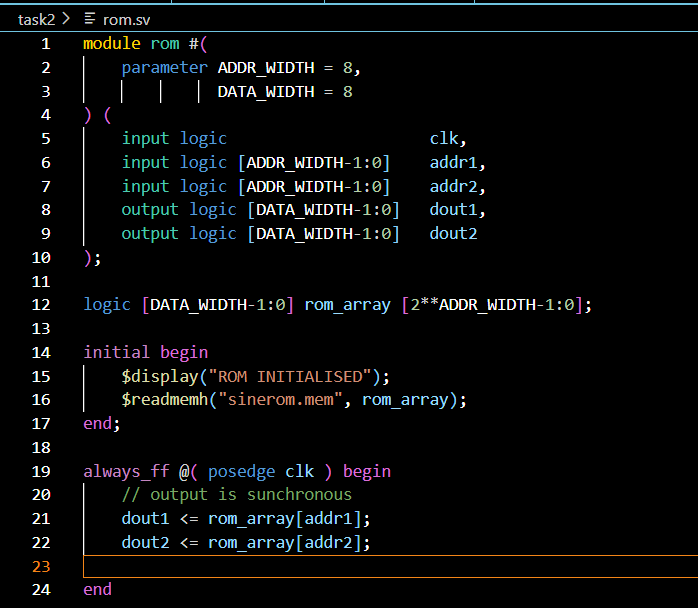 task2 > rom.sv
1 module rom #(
2 parameter ADDR_WIDTH = 8,
3 DATA_WIDTH = 8
4 ) (
5 input logic clk,
6 input logic [ADDR_WIDTH-1:0] addr1,
7 input logic [ADDR_WIDTH-1:0] addr2,
8 output logic [DATA_WIDTH-1:0] dout1,
9 output logic [DATA_WIDTH-1:0] dout2
10 );
11
12 logic [DATA_WIDTH-1:0] rom_array [2**ADDR_WIDTH-1:0];
13
14 initial begin
15 $display("ROM INITIALISED");
16 $readmemh("sinerom.mem", rom_array);
17 end;
18
19 always_ff @( posedge clk ) begin
20 // output is sunchronous
21 dout1 <= rom_array[addr1];
22 dout2 <= rom_array[addr2];
23
24 end